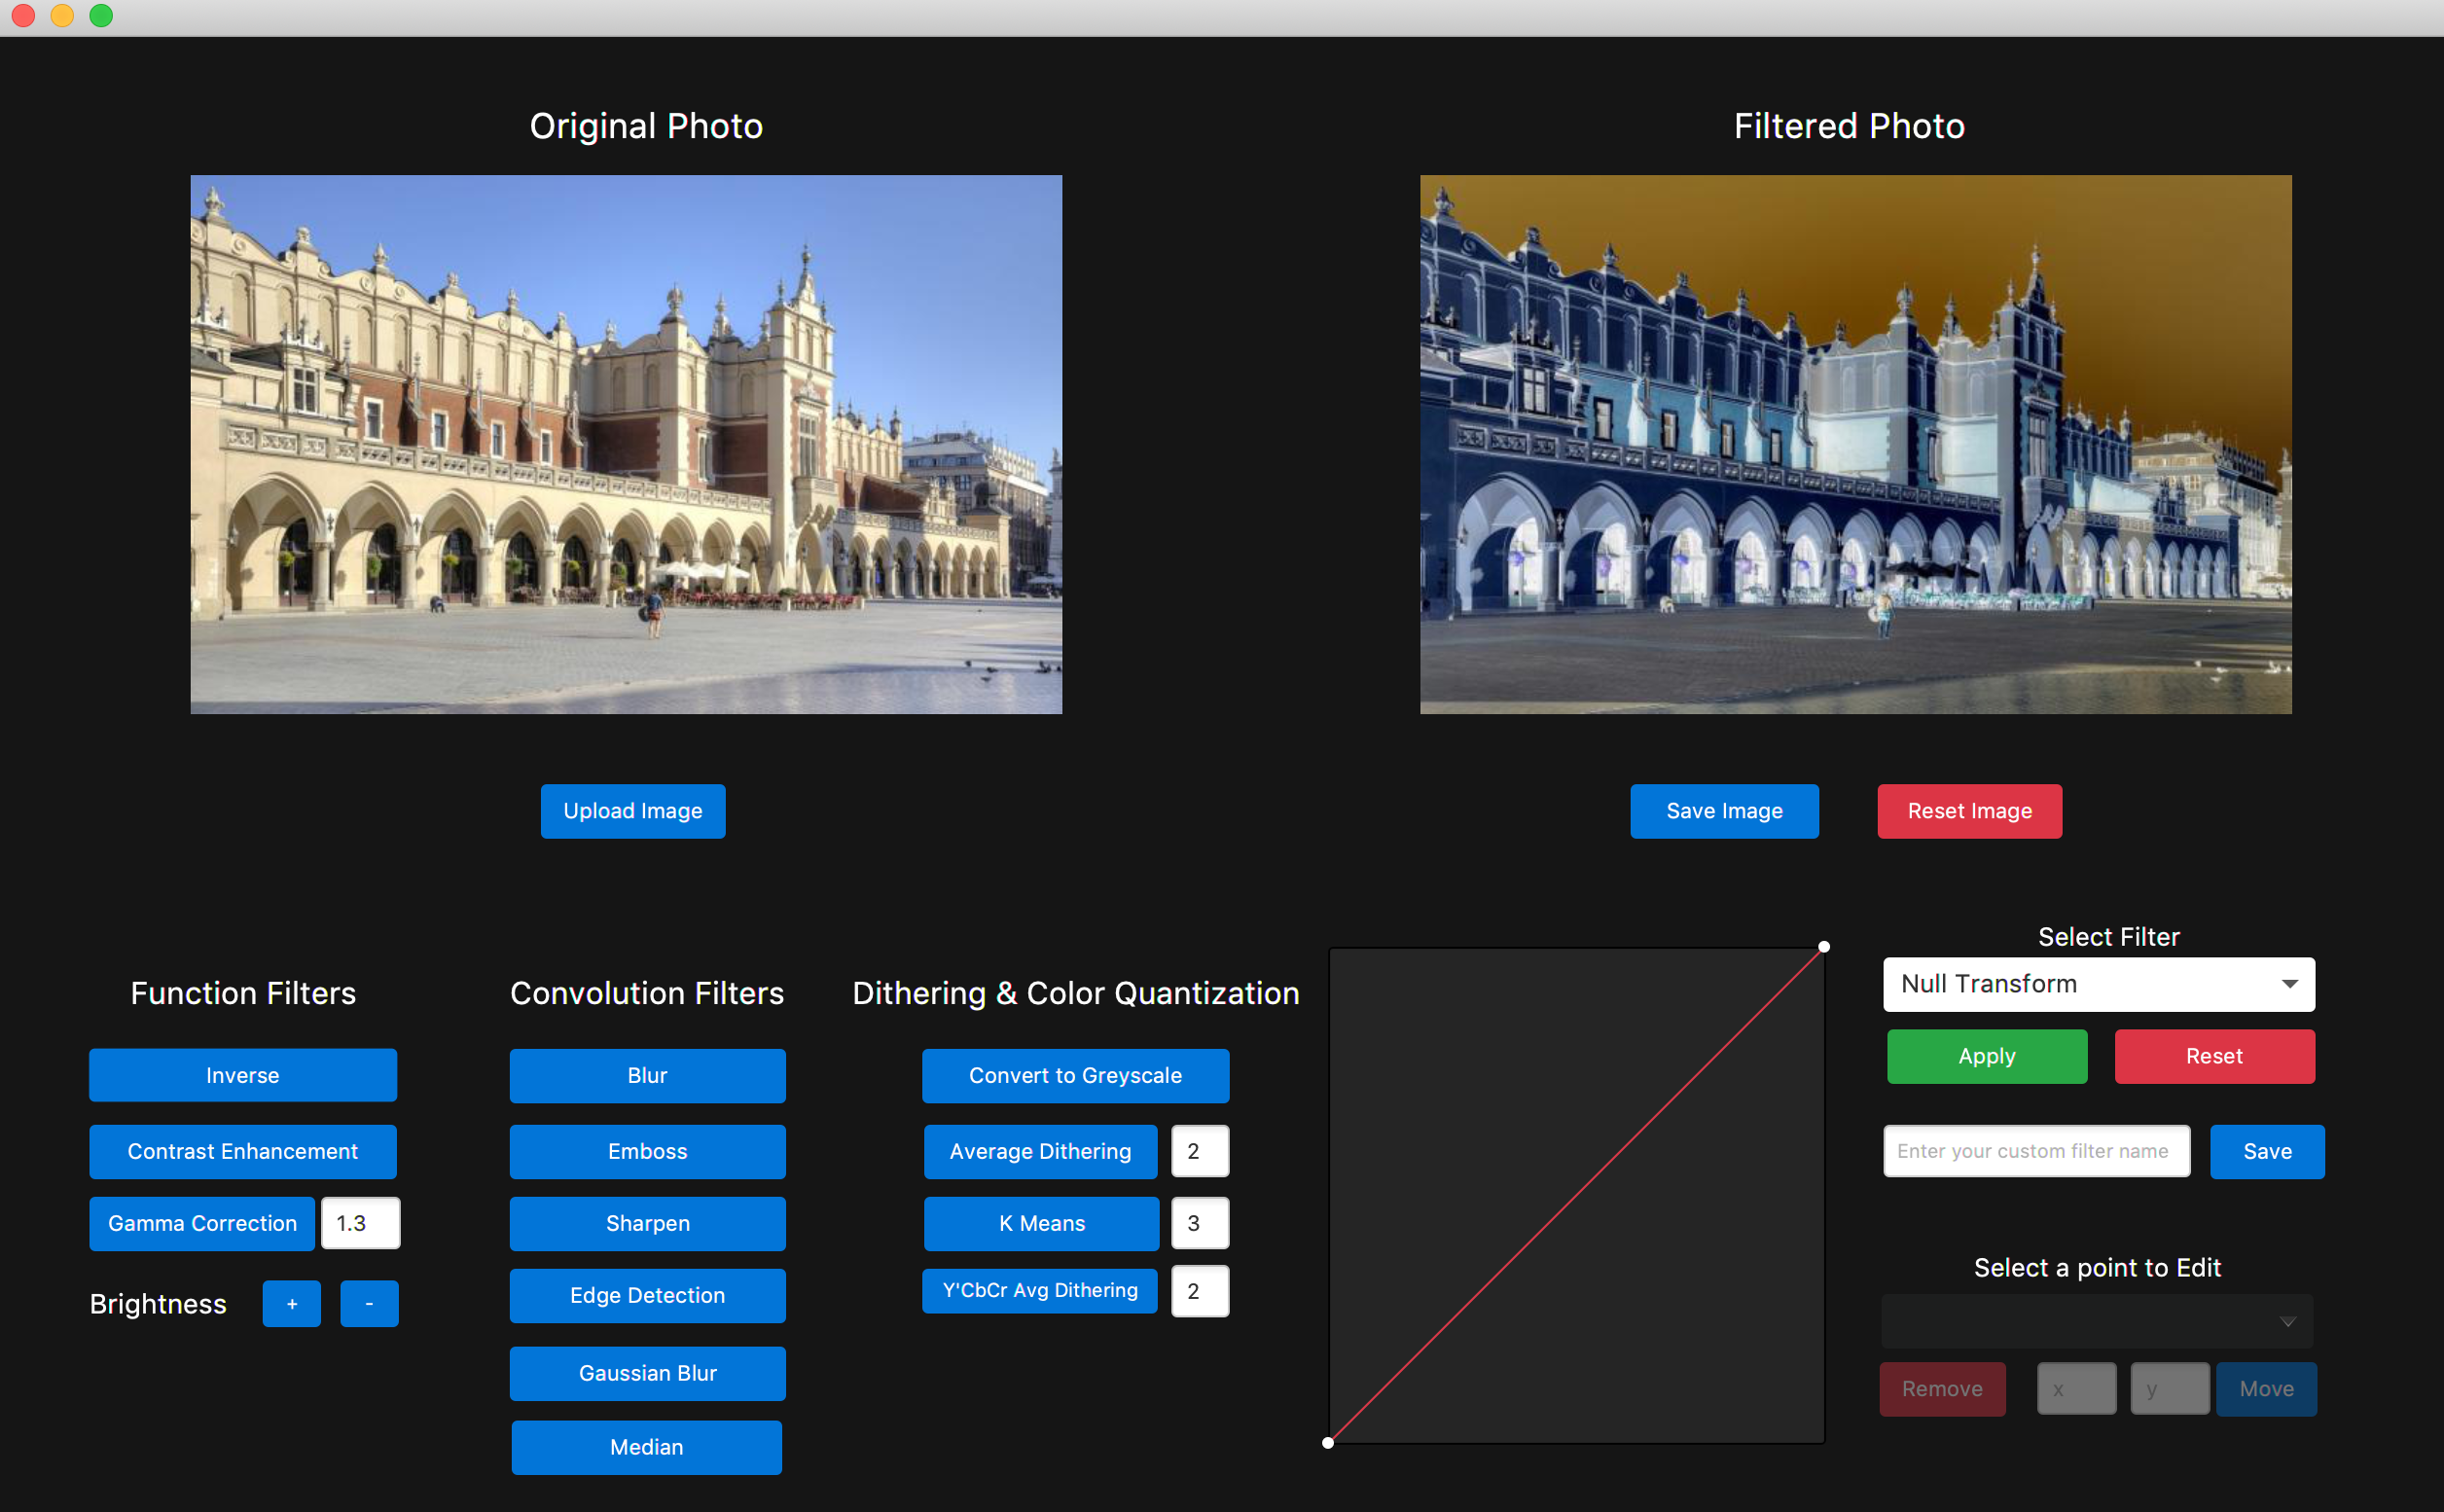 Original Photo
Filtered Photo
Upload Image
Save Image
Reset Image
Function Filters
Inverse
Contrast Enhancement
Gamma Correction 1.3
Brightness + -
Convolution Filters
Blur
Emboss
Sharpen
Edge Detection
Gaussian Blur
Median
Dithering & Color Quantization
Convert to Greyscale
Average Dithering 2
K Means 3
Y'CbCr Avg Dithering 2
Select Filter
Null Transform
Apply Reset
Enter your custom filter name Save
Select a point to Edit
Remove x y Move